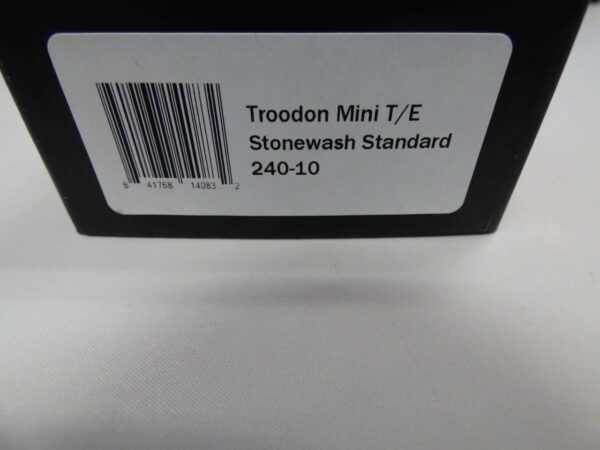 Troodon Mini T/E
Stonewash Standard
240-10
8 41768 14083 2